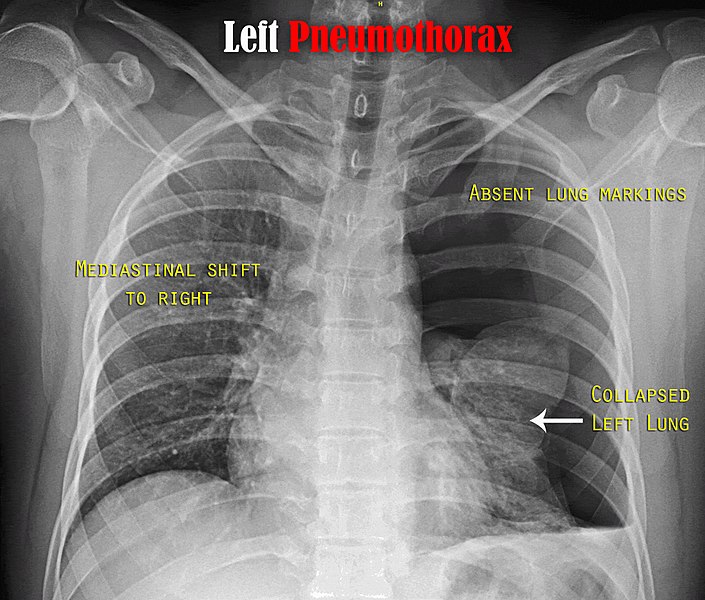 H
Left Pneumothorax
Absent lung markings
Mediastinal shift
to right
Collapsed
Left Lung